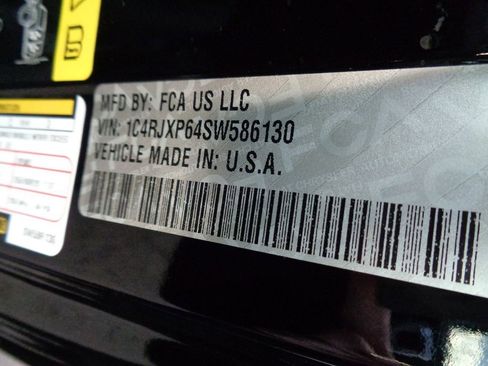 MFD BY: FCA US LLC
VIN: 1C4RJXP64SW586130
VEHICLE MADE IN: U.S.A.